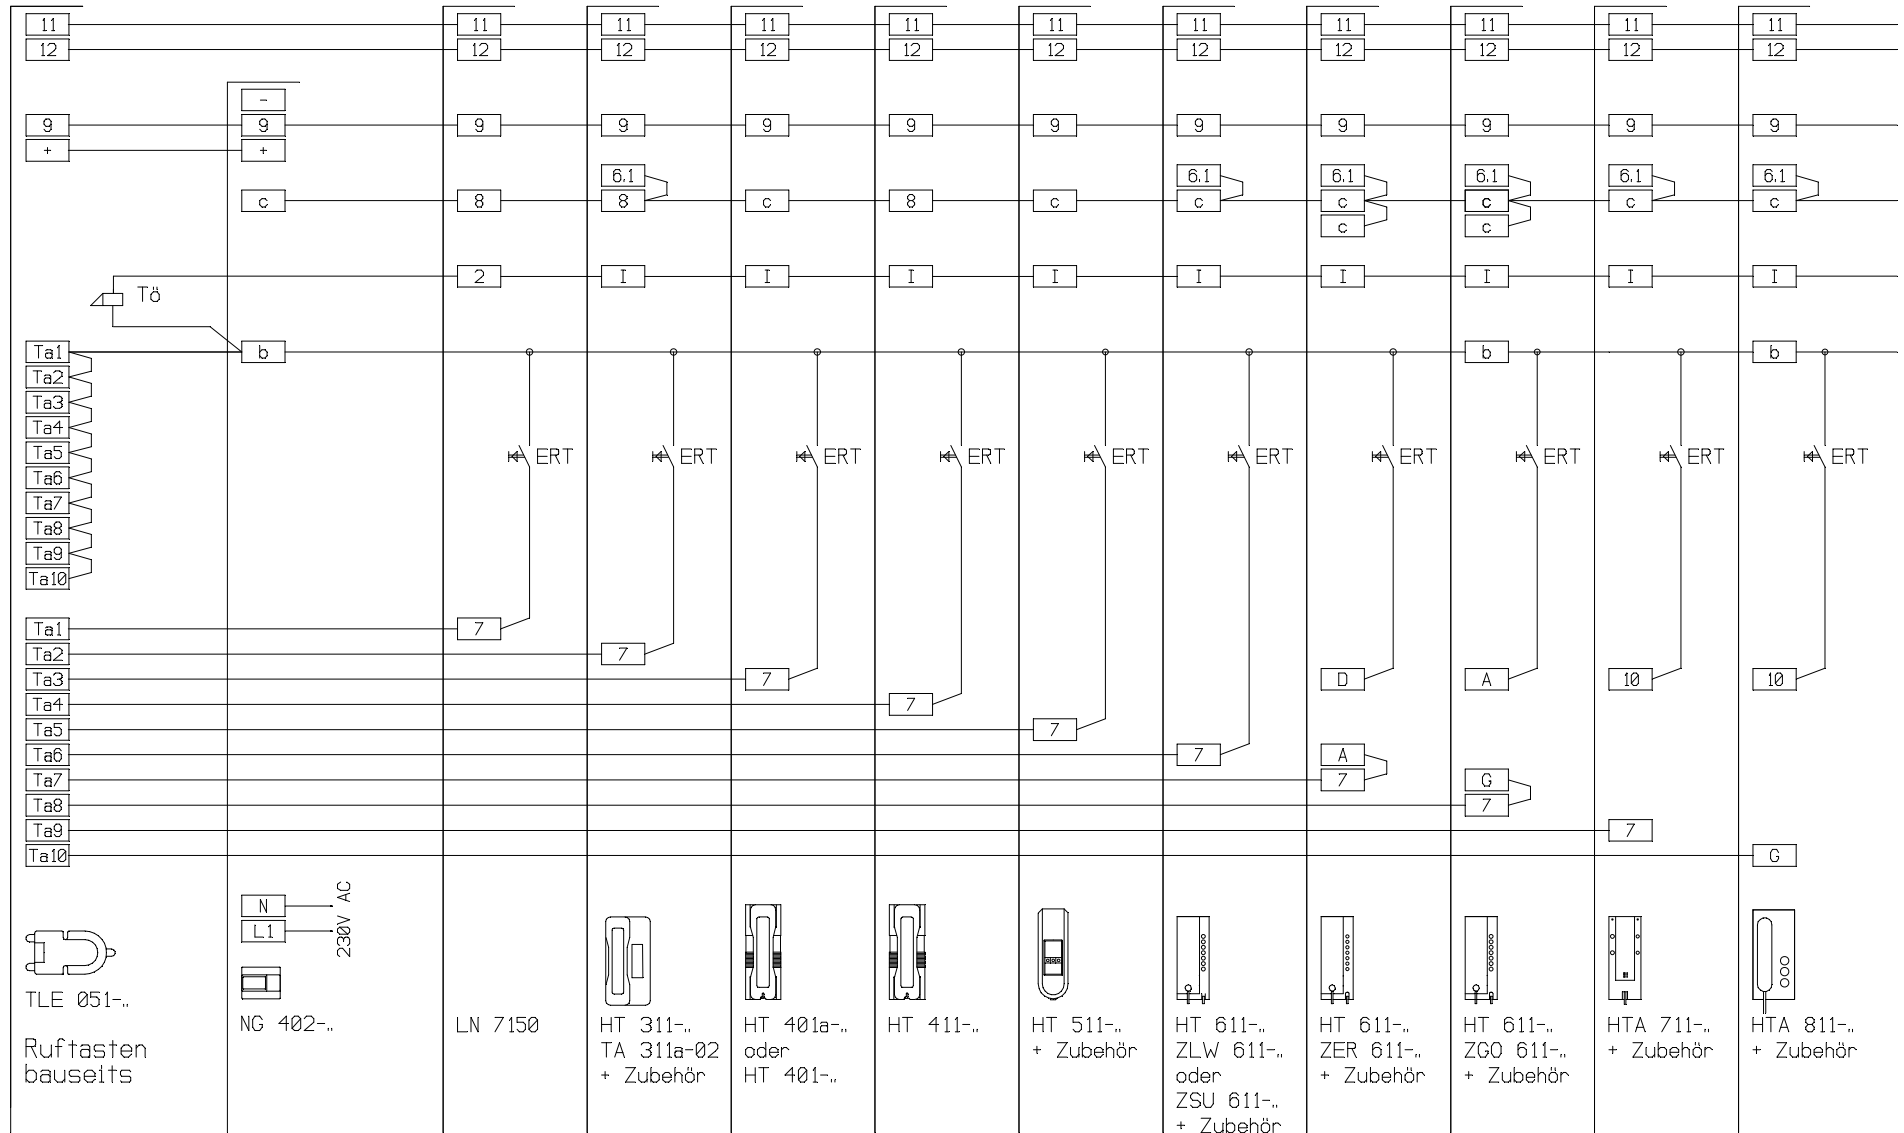 11 11 11 11 11 11 11 11 11 11 11
12 12 12 12 12 12 12 12 12 12 12
-
9 9 9 9 9 9 9 9 9 9 9 9
+ +
6.1 6.1 6.1 6.1 6.1 6.1
c 8 8 c 8 c c c c c c
c c
2 I I I I I I I I I
Tö
Ta1 b b b
Ta2
Ta3
Ta4
ERT ERT ERT ERT ERT ERT ERT ERT ERT ERT
Ta5
Ta6
Ta7
Ta8
Ta9
Ta10
Ta1 7
Ta2 7
Ta3 7 D A 10 10
Ta4 7
Ta5 7
Ta6 7 A
Ta7 7 G
Ta8 7
Ta9 7
Ta10 G
N
L1
230V AC
TLE 051-..
Ruftasten
bauseits
NG 402-..
LN 7150
HT 311-..
TA 311a-02
+ Zubehör
HT 401a-..
oder
HT 401-..
HT 411-..
HT 511-..
+ Zubehör
HT 611-..
ZLW 611-..
oder
ZSU 611-..
+ Zubehör
HT 611-..
ZER 611-..
+ Zubehör
HT 611-..
ZGO 611-..
+ Zubehör
HTA 711-..
+ Zubehör
HTA 811-..
+ Zubehör